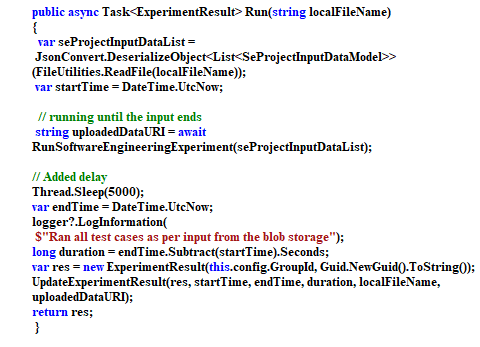 public async Task<ExperimentResult> Run(string localFileName)
{
var seProjectInputDataList =
JsonConvert.DeserializeObject<List<SeProjectInputDataModel>>
(FileUtilities.ReadFile(localFileName));
var startTime = DateTime.UtcNow;
// running until the input ends
string uploadedDataURI = await
RunSoftwareEngineeringExperiment(seProjectInputDataList);
// Added delay
Thread.Sleep(5000);
var endTime = DateTime.UtcNow;
logger?.LogInformation(
$"Ran all test cases as per input from the blob storage");
long duration = endTime.Subtract(startTime).Seconds;
var res = new ExperimentResult(this.config.GroupId, Guid.NewGuid().ToString());
UpdateExperimentResult(res, startTime, endTime, duration, localFileName,
uploadedDataURI);
return res;
}